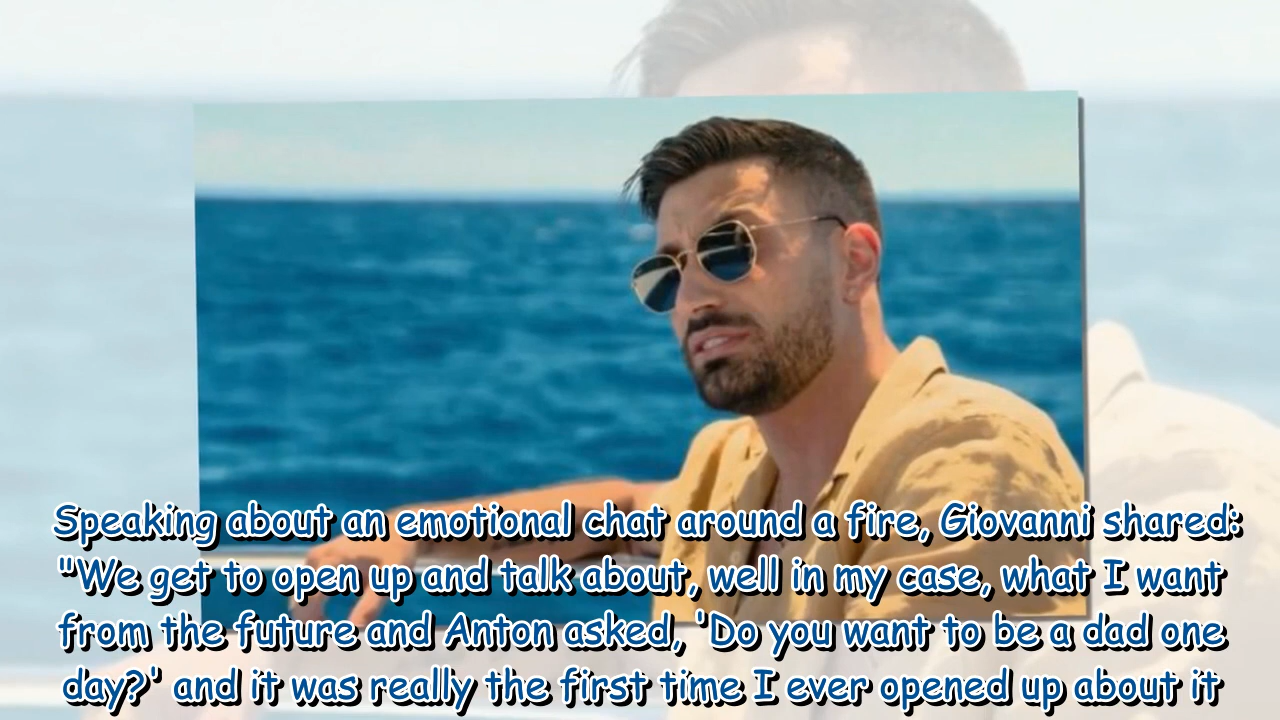 Speaking about an emotional chat around a fire, Giovanni shared:
"We get to open up and talk about, well in my case, what I want
from the future and Anton asked, 'Do you want to be a dad one
day?' and it was really the first time I ever opened up about it